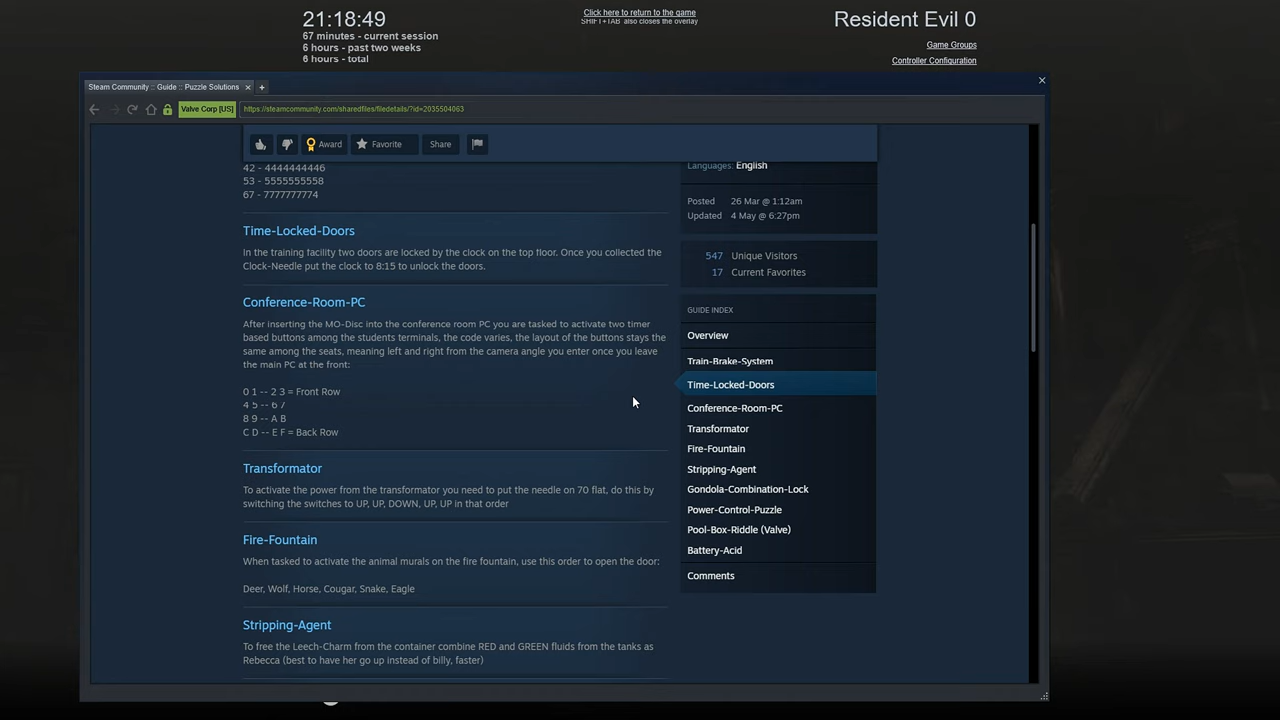 21:18:49
67 minutes - current session
6 hours - past two weeks
6 hours - total
Click here to return to the game
SHIFT+TAB also closes the overlay
Resident Evil 0
Game Groups
Controller Configuration
Steam Community :: Guide :: Puzzle Solutions
Valve Corp [US]
https://steamcommunity.com/sharedfiles/filedetails/?id=2035504063
Award
Favorite
Share
42 - 4444444446
53 - 5555555558
67 - 7777777774
Time-Locked-Doors
In the training facility two doors are locked by the clock on the top floor. Once you collected the
Clock-Needle put the clock to 8:15 to unlock the doors.
Conference-Room-PC
After inserting the MO-Disc into the conference room PC you are tasked to activate two timer
based buttons among the students terminals, the code varies, the layout of the buttons stays the
same among the seats, meaning left and right from the camera angle you enter once you leave
the main PC at the front:
0 1 -- 2 3 = Front Row
4 5 -- 6 7
8 9 -- A B
C D -- E F = Back Row
Transformator
To activate the power from the transformator you need to put the needle on 70 flat, do this by
switching the switches to UP, UP, DOWN, UP, UP in that order
Fire-Fountain
When tasked to activate the animal murals on the fire fountain, use this order to open the door:
Deer, Wolf, Horse, Cougar, Snake, Eagle
Stripping-Agent
To free the Leech-Charm from the container combine RED and GREEN fluids from the tanks as
Rebecca (best to have her go up instead of billy, faster)
Languages: English
Posted 26 Mar @ 1:12am
Updated 4 May @ 6:27pm
547 Unique Visitors
17 Current Favorites
GUIDE INDEX
Overview
Train-Brake-System
Time-Locked-Doors
Conference-Room-PC
Transformator
Fire-Fountain
Stripping-Agent
Gondola-Combination-Lock
Power-Control-Puzzle
Pool-Box-Riddle (Valve)
Battery-Acid
Comments